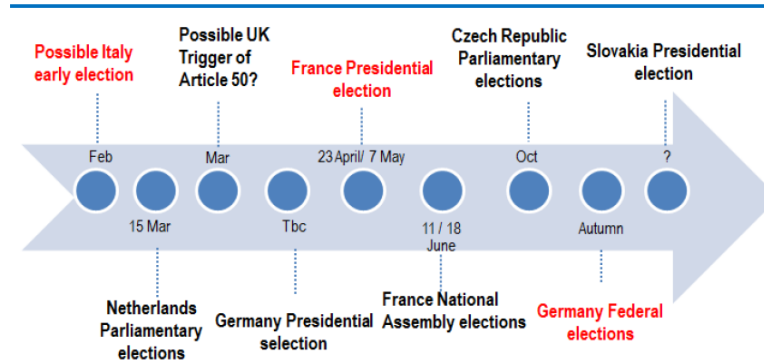 Possible Italy
early election
Possible UK
Trigger of
Article 50?
France Presidential
election
Czech Republic
Parliamentary
elections
Slovakia Presidential
election
Feb
Mar
23 April/ 7 May
Oct
?
15 Mar
Tbc
11 / 18
June
Autumn
Netherlands
Parliamentary
elections
Germany Presidential
selection
France National
Assembly elections
Germany Federal
elections